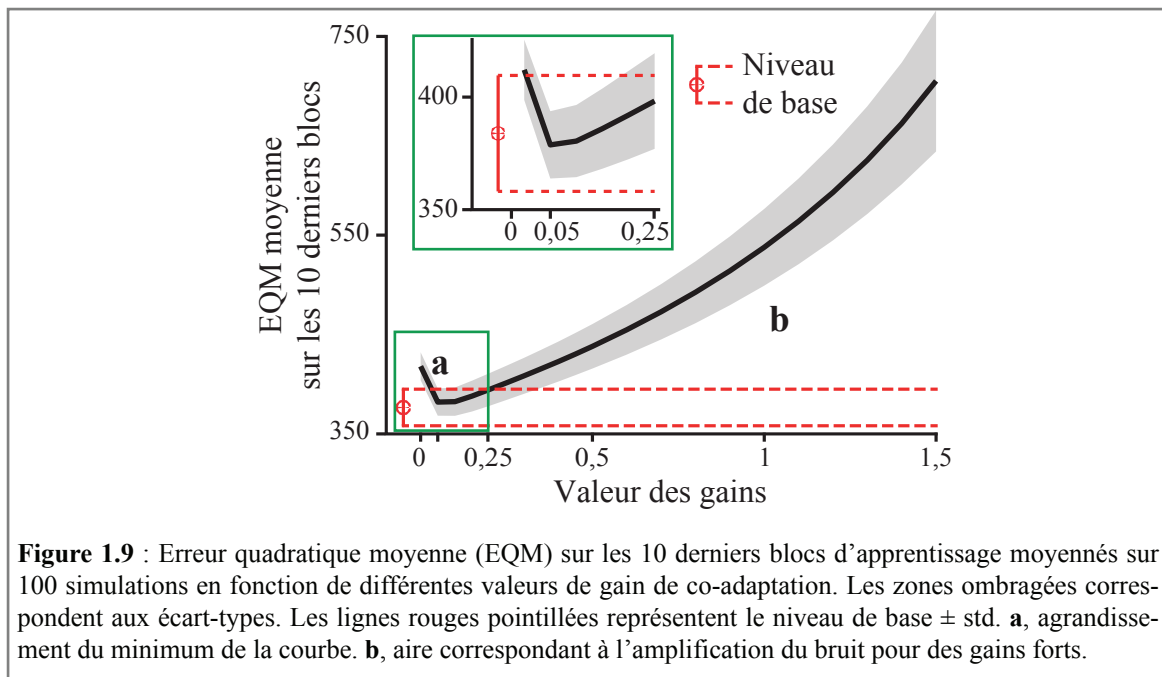 750
550
350
EQM moyenne
sur les 10 derniers blocs
400
350
0
0,05
0,25
Niveau
de base
a
b
0
0,25
0,5
1
1,5
Valeur des gains
Figure 1.9 : Erreur quadratique moyenne (EQM) sur les 10 derniers blocs d'apprentissage moyennés sur
100 simulations en fonction de différentes valeurs de gain de co-adaptation. Les zones ombragées corres-
pondent aux écart-types. Les lignes rouges pointillées représentent le niveau de base ± std. a, agrandisse-
ment du minimum de la courbe. b, aire correspondant à l'amplification du bruit pour des gains forts.